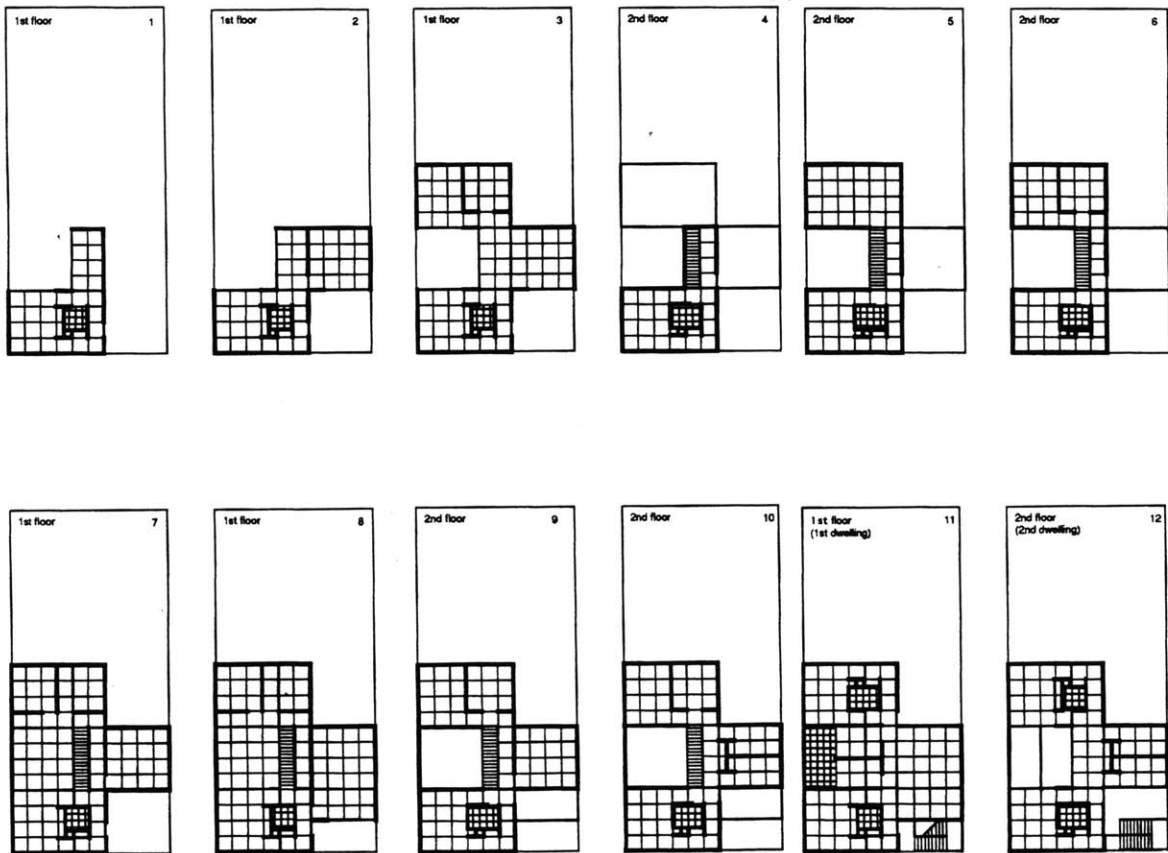 1st floor 1
1st floor 2
1st floor 3
2nd floor 4
2nd floor 5
2nd floor 6
1st floor 7
1st floor 8
2nd floor 9
2nd floor 10
1st floor 11
(1st dwelling)
2nd floor 12
(2nd dwelling)